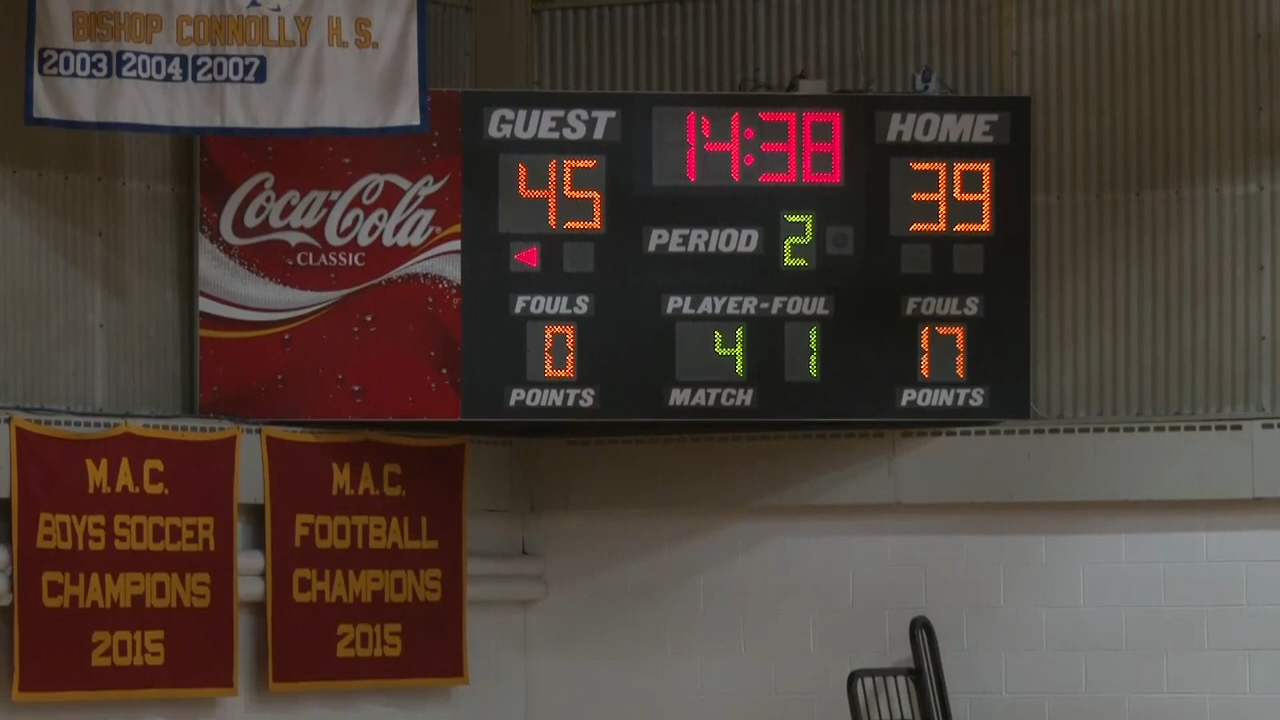 BISHOP CONNOLLY H. S.
2003 2004 2007
Coca-Cola
CLASSIC
GUEST 14:38 HOME
45 39
PERIOD 2
FOULS PLAYER-FOUL FOULS
0 4 1 17
POINTS MATCH POINTS
M.A.C.
BOYS SOCCER
CHAMPIONS
2015
M.A.C.
FOOTBALL
CHAMPIONS
2015